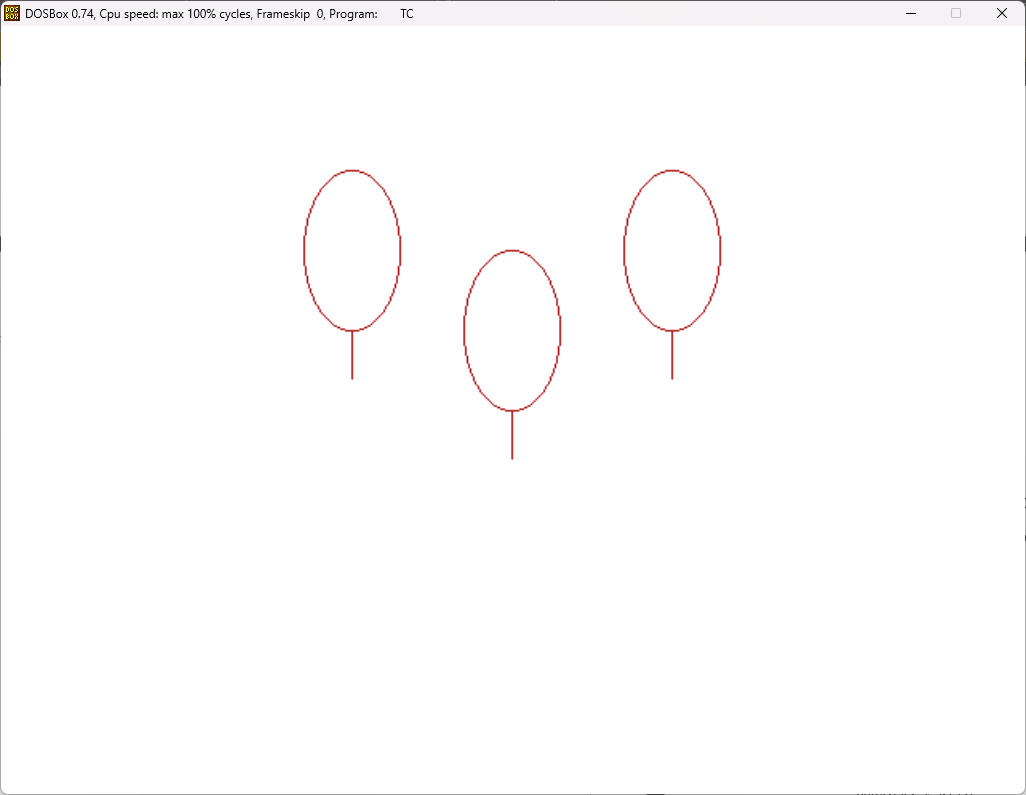 DOSBox 0.74, Cpu speed: max 100% cycles, Frameskip 0, Program: TC